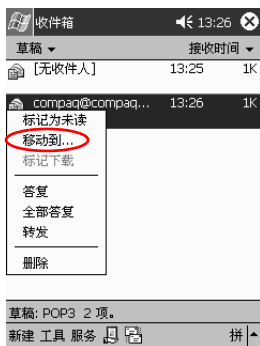 收件箱 13:26
草稿 接收时间
[无收件人] 13:25 1K
compaq@compaq... 13:26 1K
标记为未读
移动到...
标记下载
答复
全部答复
转发
删除
草稿: POP3 2 项。
新建 工具 服务 拼